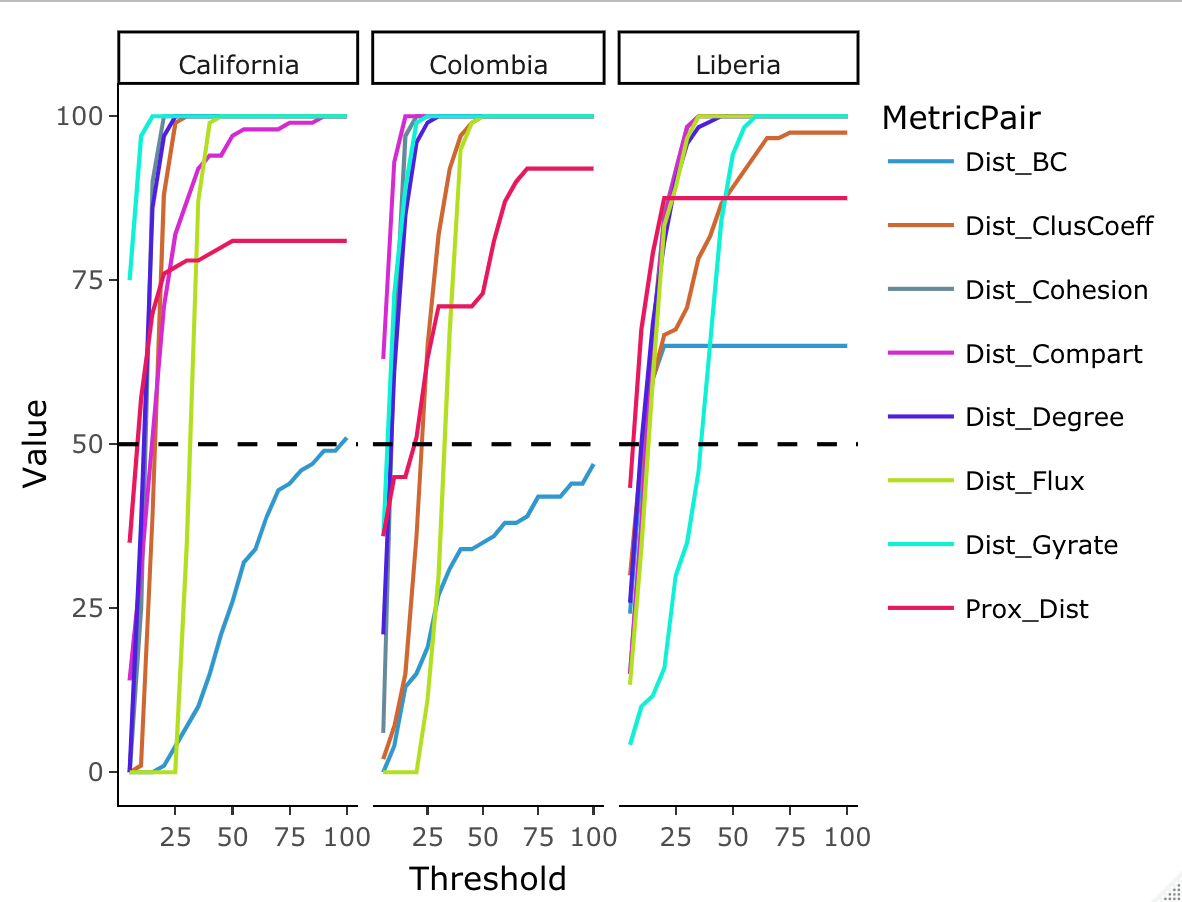 California
Colombia
Liberia
Value
100
75
50
25
0
25 50 75 100
25 50 75 100
25 50 75 100
Threshold
MetricPair
Dist_BC
Dist_ClusCoeff
Dist_Cohesion
Dist_Compart
Dist_Degree
Dist_Flux
Dist_Gyrate
Prox_Dist